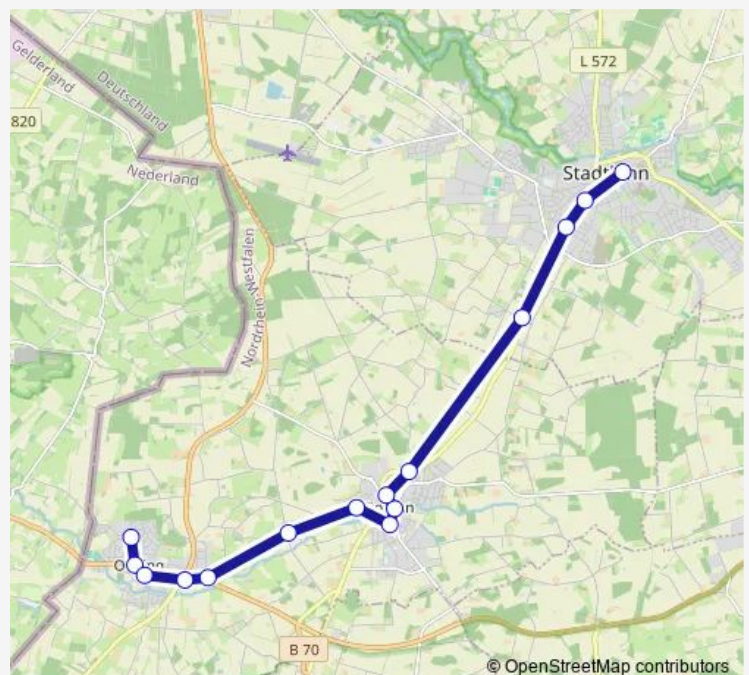 Gelderland
Deutschland
820
Nederland
L 572
Nordrhein-Westfalen
B 70
© OpenStreetMap contributors